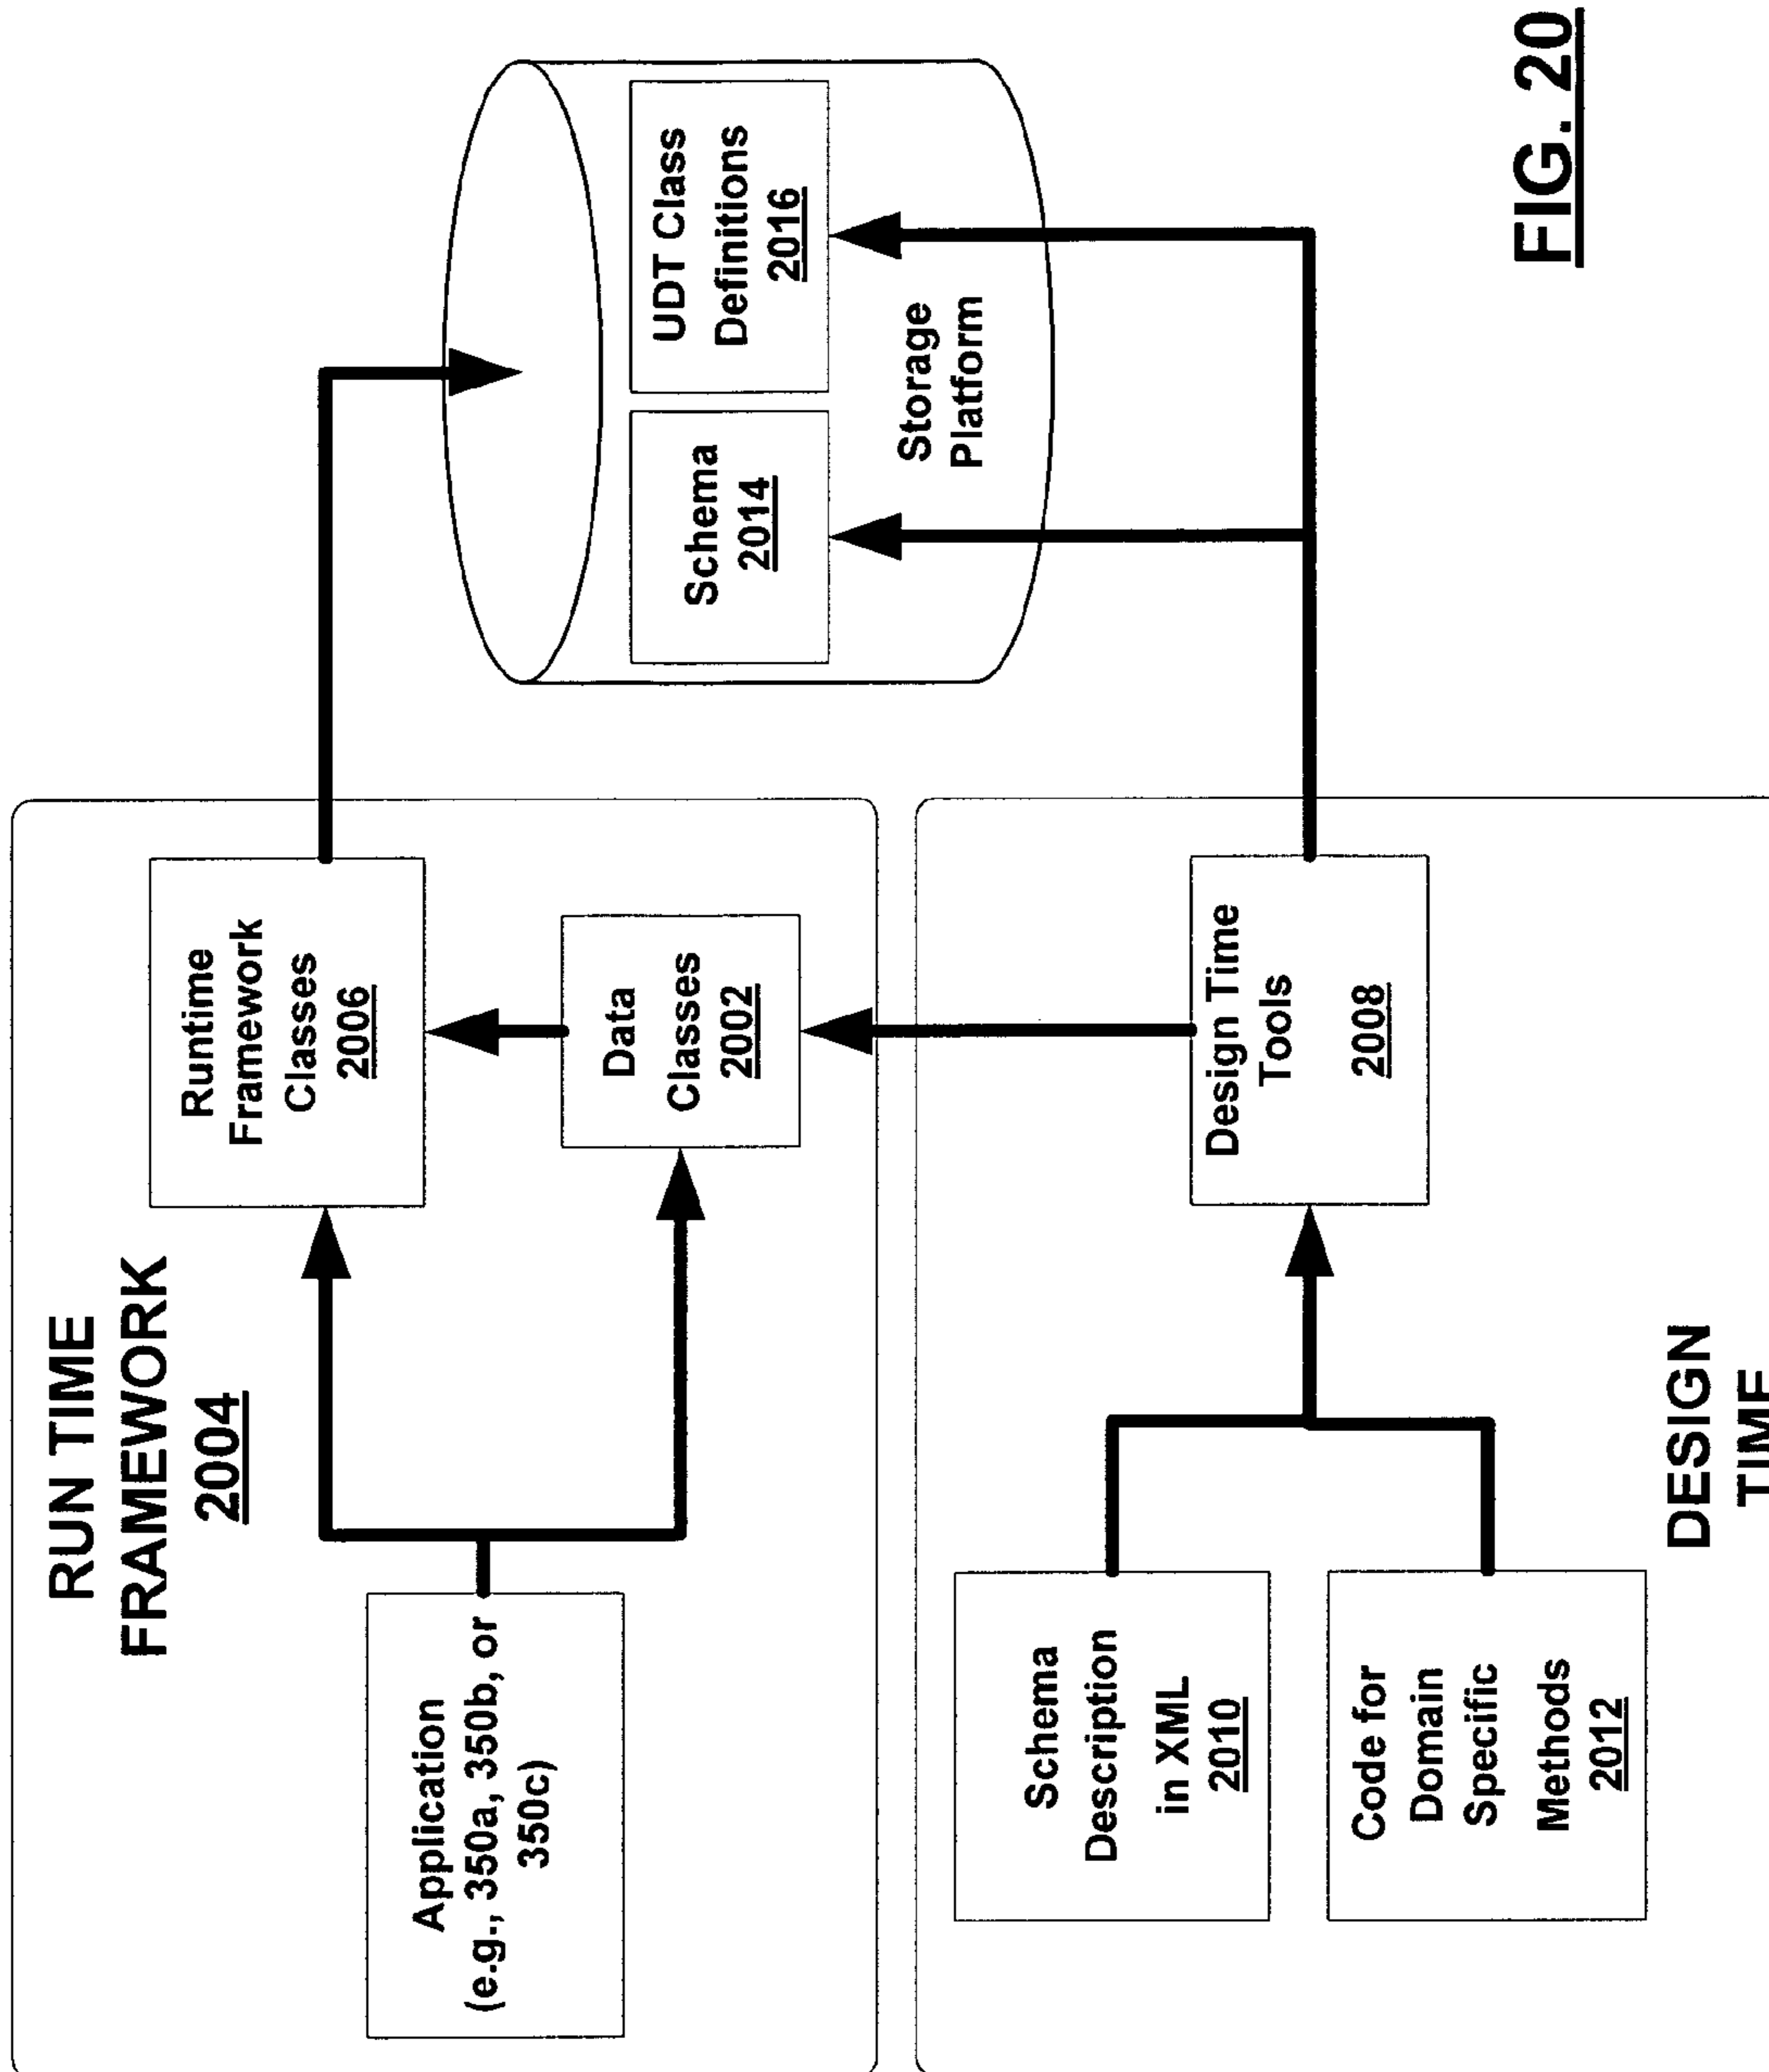 RUN TIME
FRAMEWORK
2004
Application
(e.g., 350a, 350b, or
350c)
Runtime
Framework
Classes
2006
Data
Classes
2002
Schema
Description
in XML
2010
Code for
Domain
Specific
Methods
2012
Design Time
Tools
2008
DESIGN
TIME
Schema
2014
UDT Class
Definitions
2016
Storage
Platform
FIG. 20